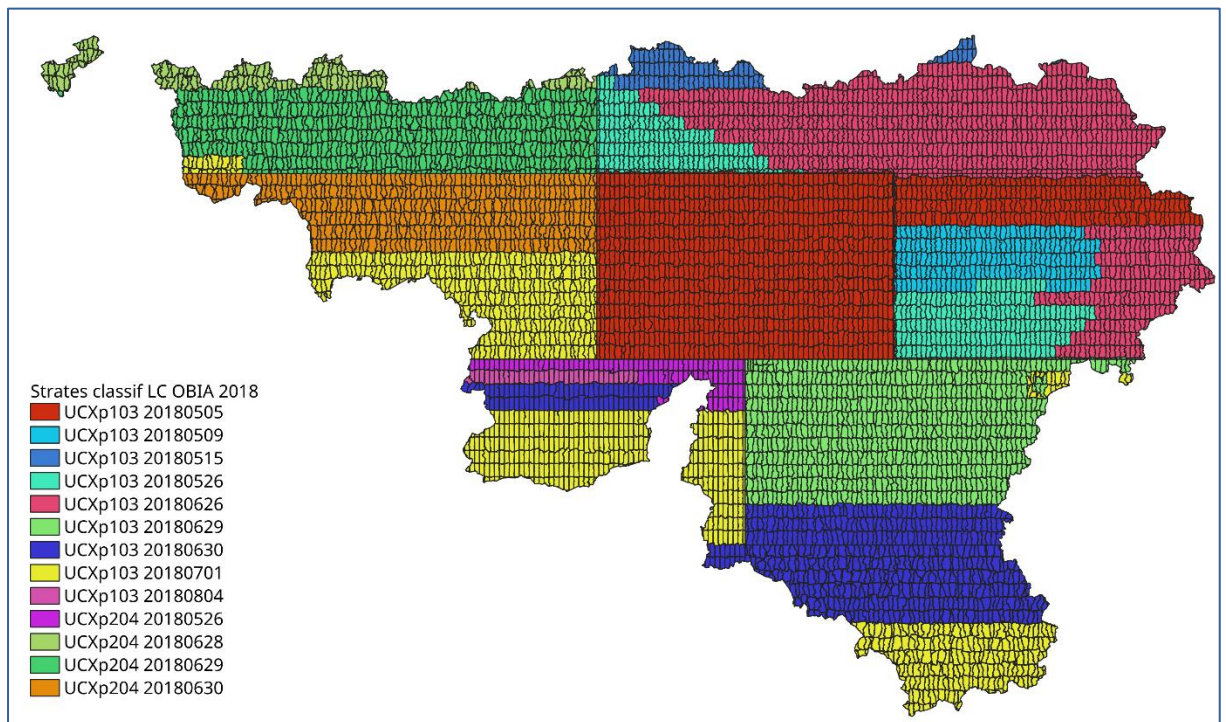 Strates classif LC OBIA 2018
UCXp103 20180505
UCXp103 20180509
UCXp103 20180515
UCXp103 20180526
UCXp103 20180626
UCXp103 20180629
UCXp103 20180630
UCXp103 20180701
UCXp103 20180804
UCXp204 20180526
UCXp204 20180628
UCXp204 20180629
UCXp204 20180630